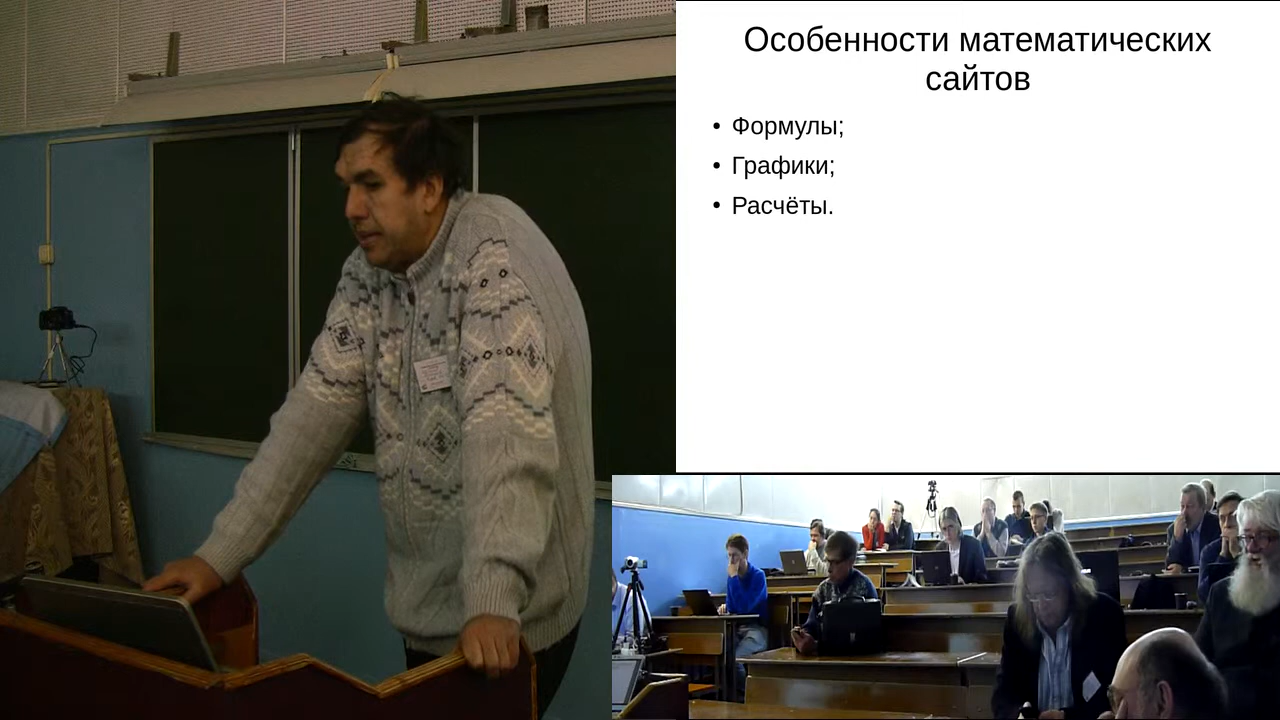 Особенности математических
сайтов
• Формулы;
• Графики;
• Расчёты.